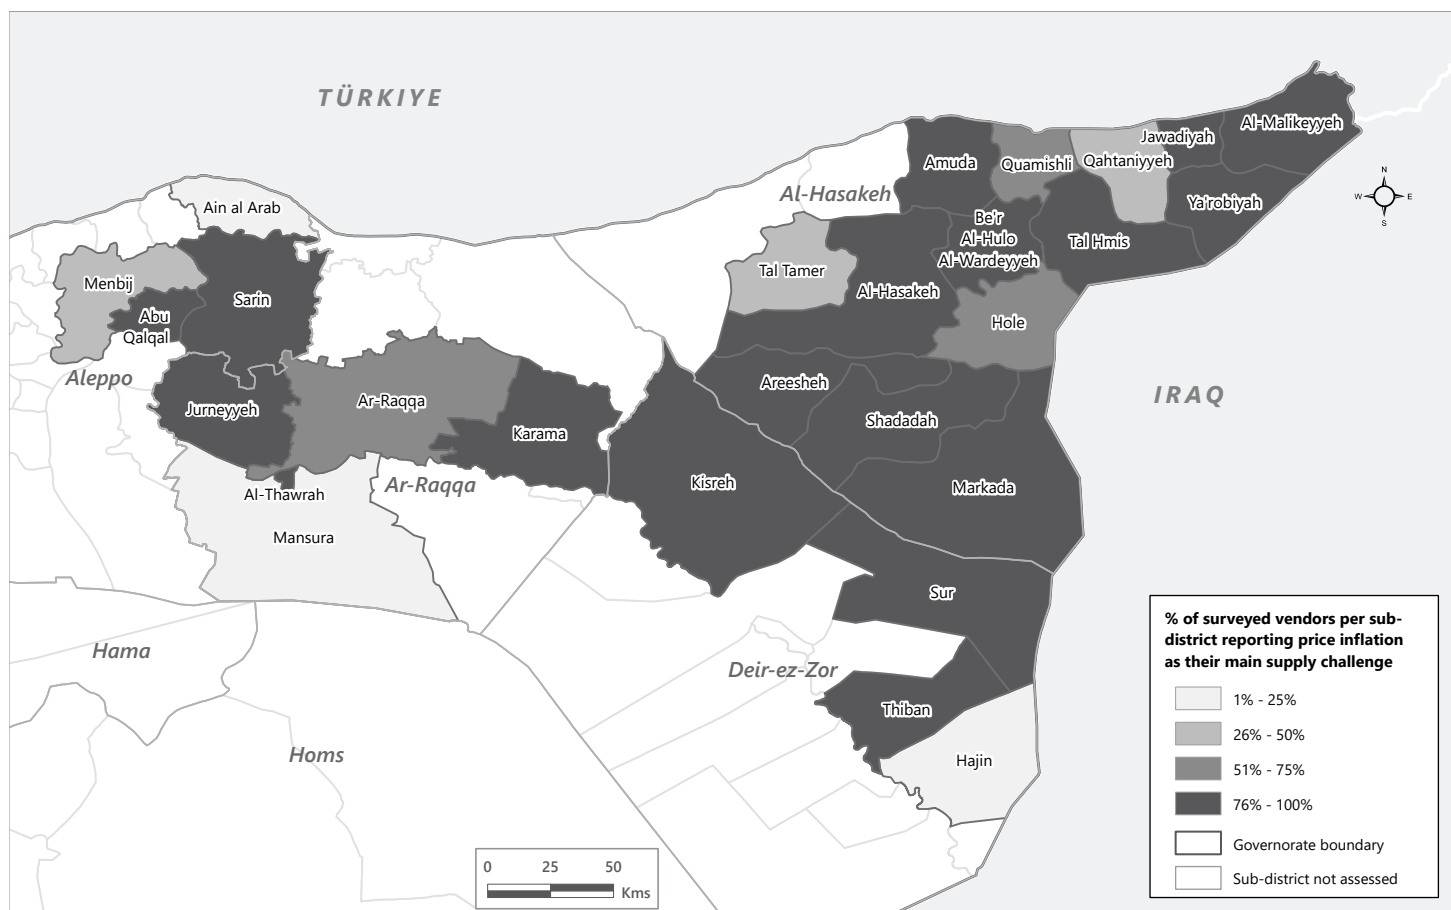 TÜRKIYE
Al-Malikeyyeh
Jawadiyah
Amuda
Quamishli
Qahtaniyyeh
N
W
E
S
Al-Hasakeh
Ya'robiyah
Ain al Arab
Be'r
Al-Hulo
Al-Wardeyyeh
Tal Hmis
Tal Tamer
Menbij
Sarin
Al-Hasakeh
Abu
Qalqal
Hole
Aleppo
Areesheh
IRAQ
Jurneyyeh
Ar-Raqqa
Shadadah
Karama
Kisreh
Ar-Raqqa
Markada
Al-Thawrah
Mansura
Sur
Hama
Deir-ez-Zor
Thiban
Homs
Hajin
% of surveyed vendors per sub-
district reporting price inflation
as their main supply challenge
1% - 25%
26% - 50%
51% - 75%
76% - 100%
Governorate boundary
Sub-district not assessed
0 25 50
Kms